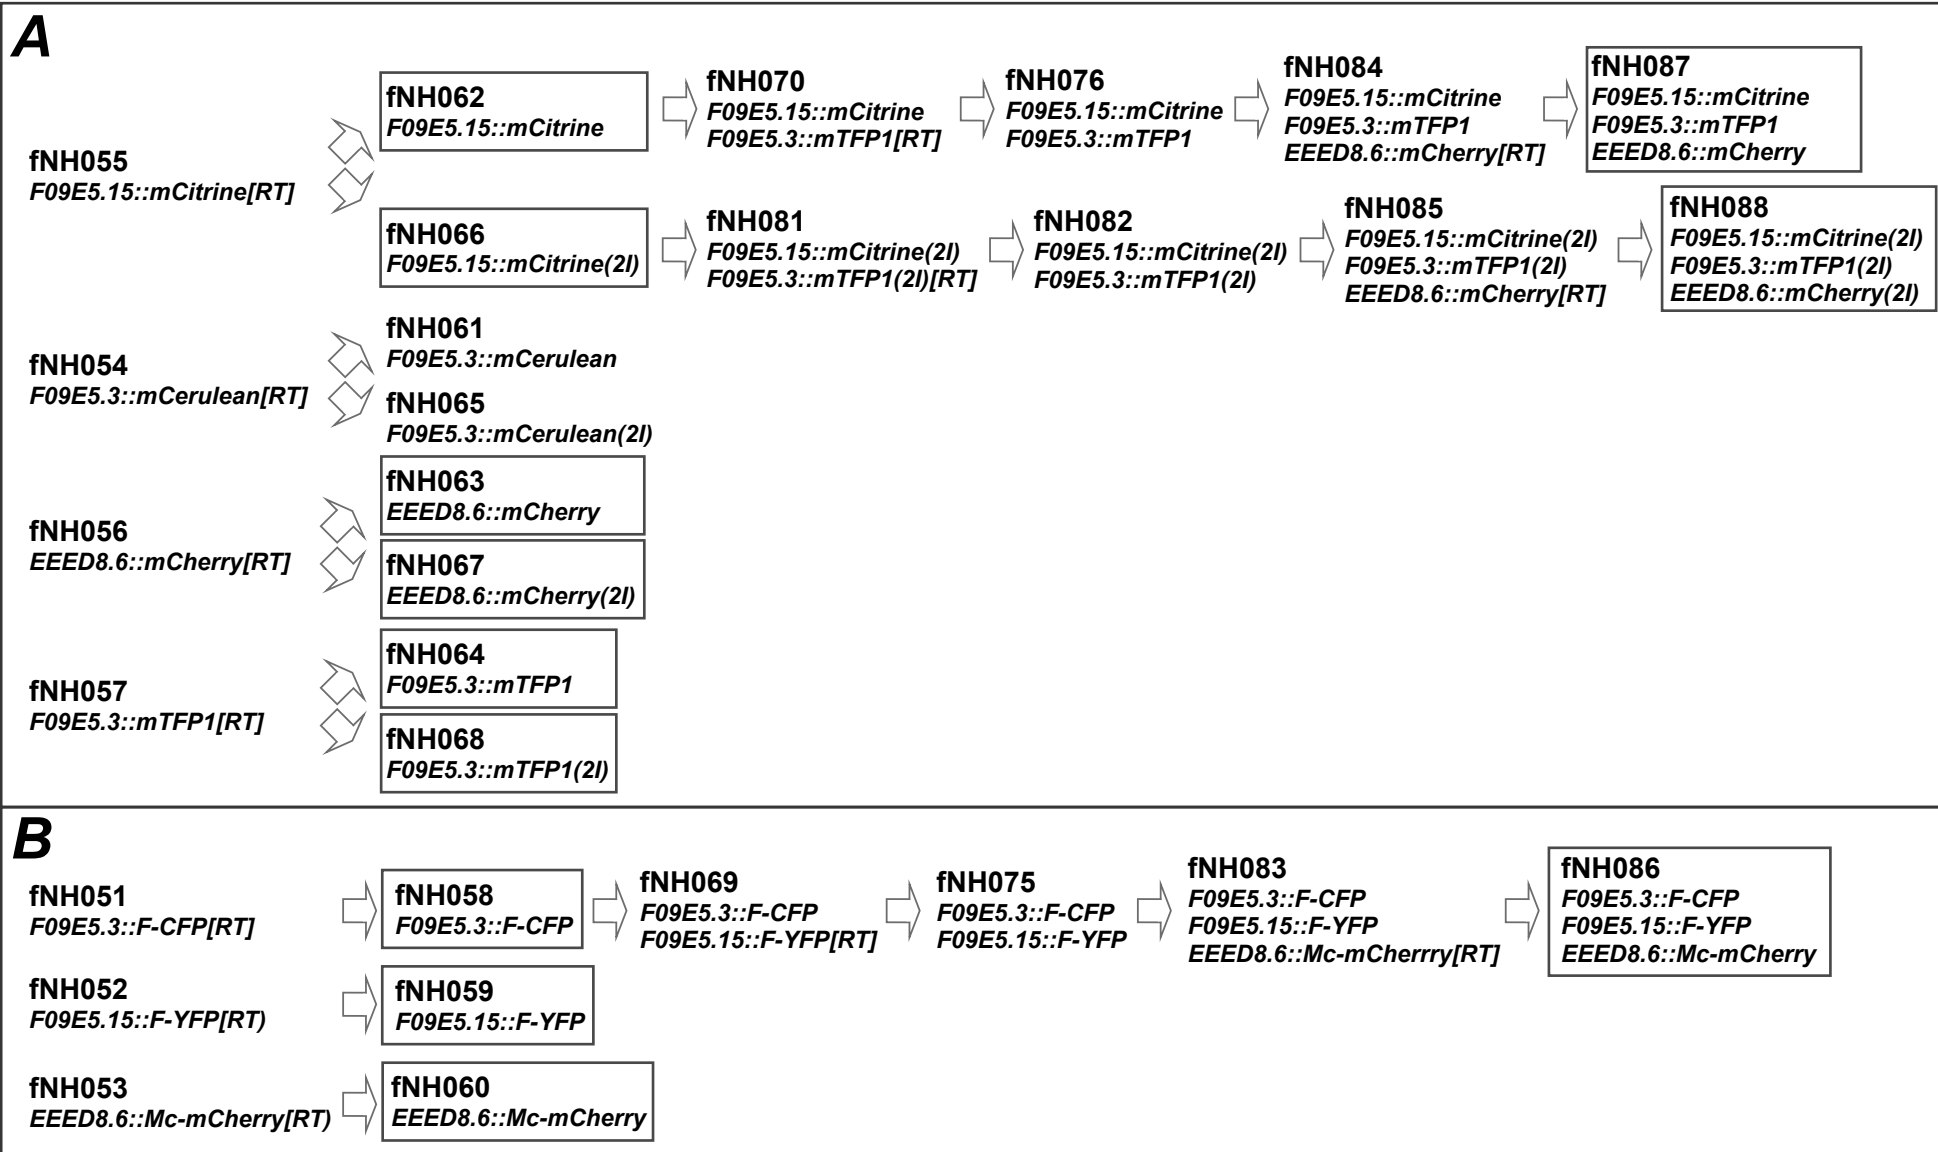 A
fNH055
F09E5.15::mCitrine[RT]
fNH062
F09E5.15::mCitrine
fNH070
F09E5.15::mCitrine
F09E5.3::mTFP1[RT]
fNH076
F09E5.15::mCitrine
F09E5.3::mTFP1
fNH084
F09E5.15::mCitrine
F09E5.3::mTFP1
EEED8.6::mCherry[RT]
fNH087
F09E5.15::mCitrine
F09E5.3::mTFP1
EEED8.6::mCherry
fNH066
F09E5.15::mCitrine(2I)
fNH081
F09E5.15::mCitrine(2I)
F09E5.3::mTFP1(2I)[RT]
fNH082
F09E5.15::mCitrine(2I)
F09E5.3::mTFP1(2I)
fNH085
F09E5.15::mCitrine(2I)
F09E5.3::mTFP1(2I)
EEED8.6::mCherry[RT]
fNH088
F09E5.15::mCitrine(2I)
F09E5.3::mTFP1(2I)
EEED8.6::mCherry(2I)
fNH054
F09E5.3::mCerulean[RT]
fNH061
F09E5.3::mCerulean
fNH065
F09E5.3::mCerulean(2I)
fNH056
EEED8.6::mCherry[RT]
fNH063
EEED8.6::mCherry
fNH067
EEED8.6::mCherry(2I)
fNH057
F09E5.3::mTFP1[RT]
fNH064
F09E5.3::mTFP1
fNH068
F09E5.3::mTFP1(2I)
B
fNH051
F09E5.3::F-CFP[RT]
fNH058
F09E5.3::F-CFP
fNH069
F09E5.3::F-CFP
F09E5.15::F-YFP[RT]
fNH075
F09E5.3::F-CFP
F09E5.15::F-YFP
fNH083
F09E5.3::F-CFP
F09E5.15::F-YFP
EEED8.6::Mc-mCherrry[RT]
fNH086
F09E5.3::F-CFP
F09E5.15::F-YFP
EEED8.6::Mc-mCherry
fNH052
F09E5.15::F-YFP[RT)
fNH059
F09E5.15::F-YFP
fNH053
EEED8.6::Mc-mCherry[RT)
fNH060
EEED8.6::Mc-mCherry